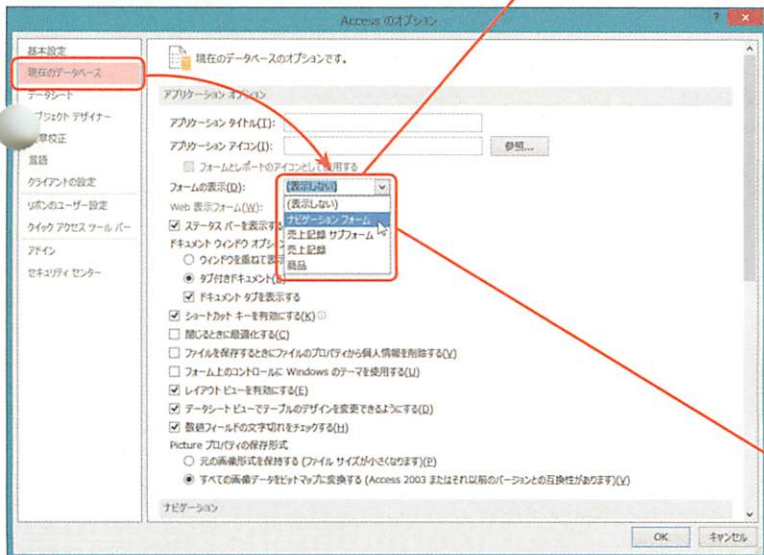 Access のオプション
基本設定
現在のデータベース
データシート
オブジェクト デザイナー
言語
クライアントの設定
リボンのユーザー設定
クイック アクセス ツール バー
アドイン
セキュリティ センター
現在のデータベースのオプションです。
アプリケーション オプション
アプリケーション タイトル(T):
アプリケーション アイコン(I):
参照...
フォームとレポートのアイコンとして使用する
フォームの表示(D):
(表示しない)
(表示しない)
ナビゲーション フォーム
売上記録 サブフォーム
売上記録
商品
Web 表示フォーム(W):
ステータス バーを表示する
ドキュメント ウィンドウ オプション
ウィンドウを重ねて表示
タブ付きドキュメント
ドキュメント タブを表示する
ショートカット キーを有効にする(K)
閉じるときに最適化する(C)
ファイルを保存するときにファイルのプロパティから個人情報を削除する(V)
フォーム上のコントロールに Windows のテーマを使用する(U)
レイアウト ビューを有効にする(E)
データシート ビューでテーブルのデザインを変更できるようにする(D)
数値フィールドの文字切れをチェックする(H)
Picture プロパティの保存形式
元の画像形式を保持する (ファイル サイズが小さくなります)(P)
すべての画像データをビットマップに変換する (Access 2003 またはそれ以前のバージョンとの互換性があります)(V)
ナビゲーション
OK
キャンセル